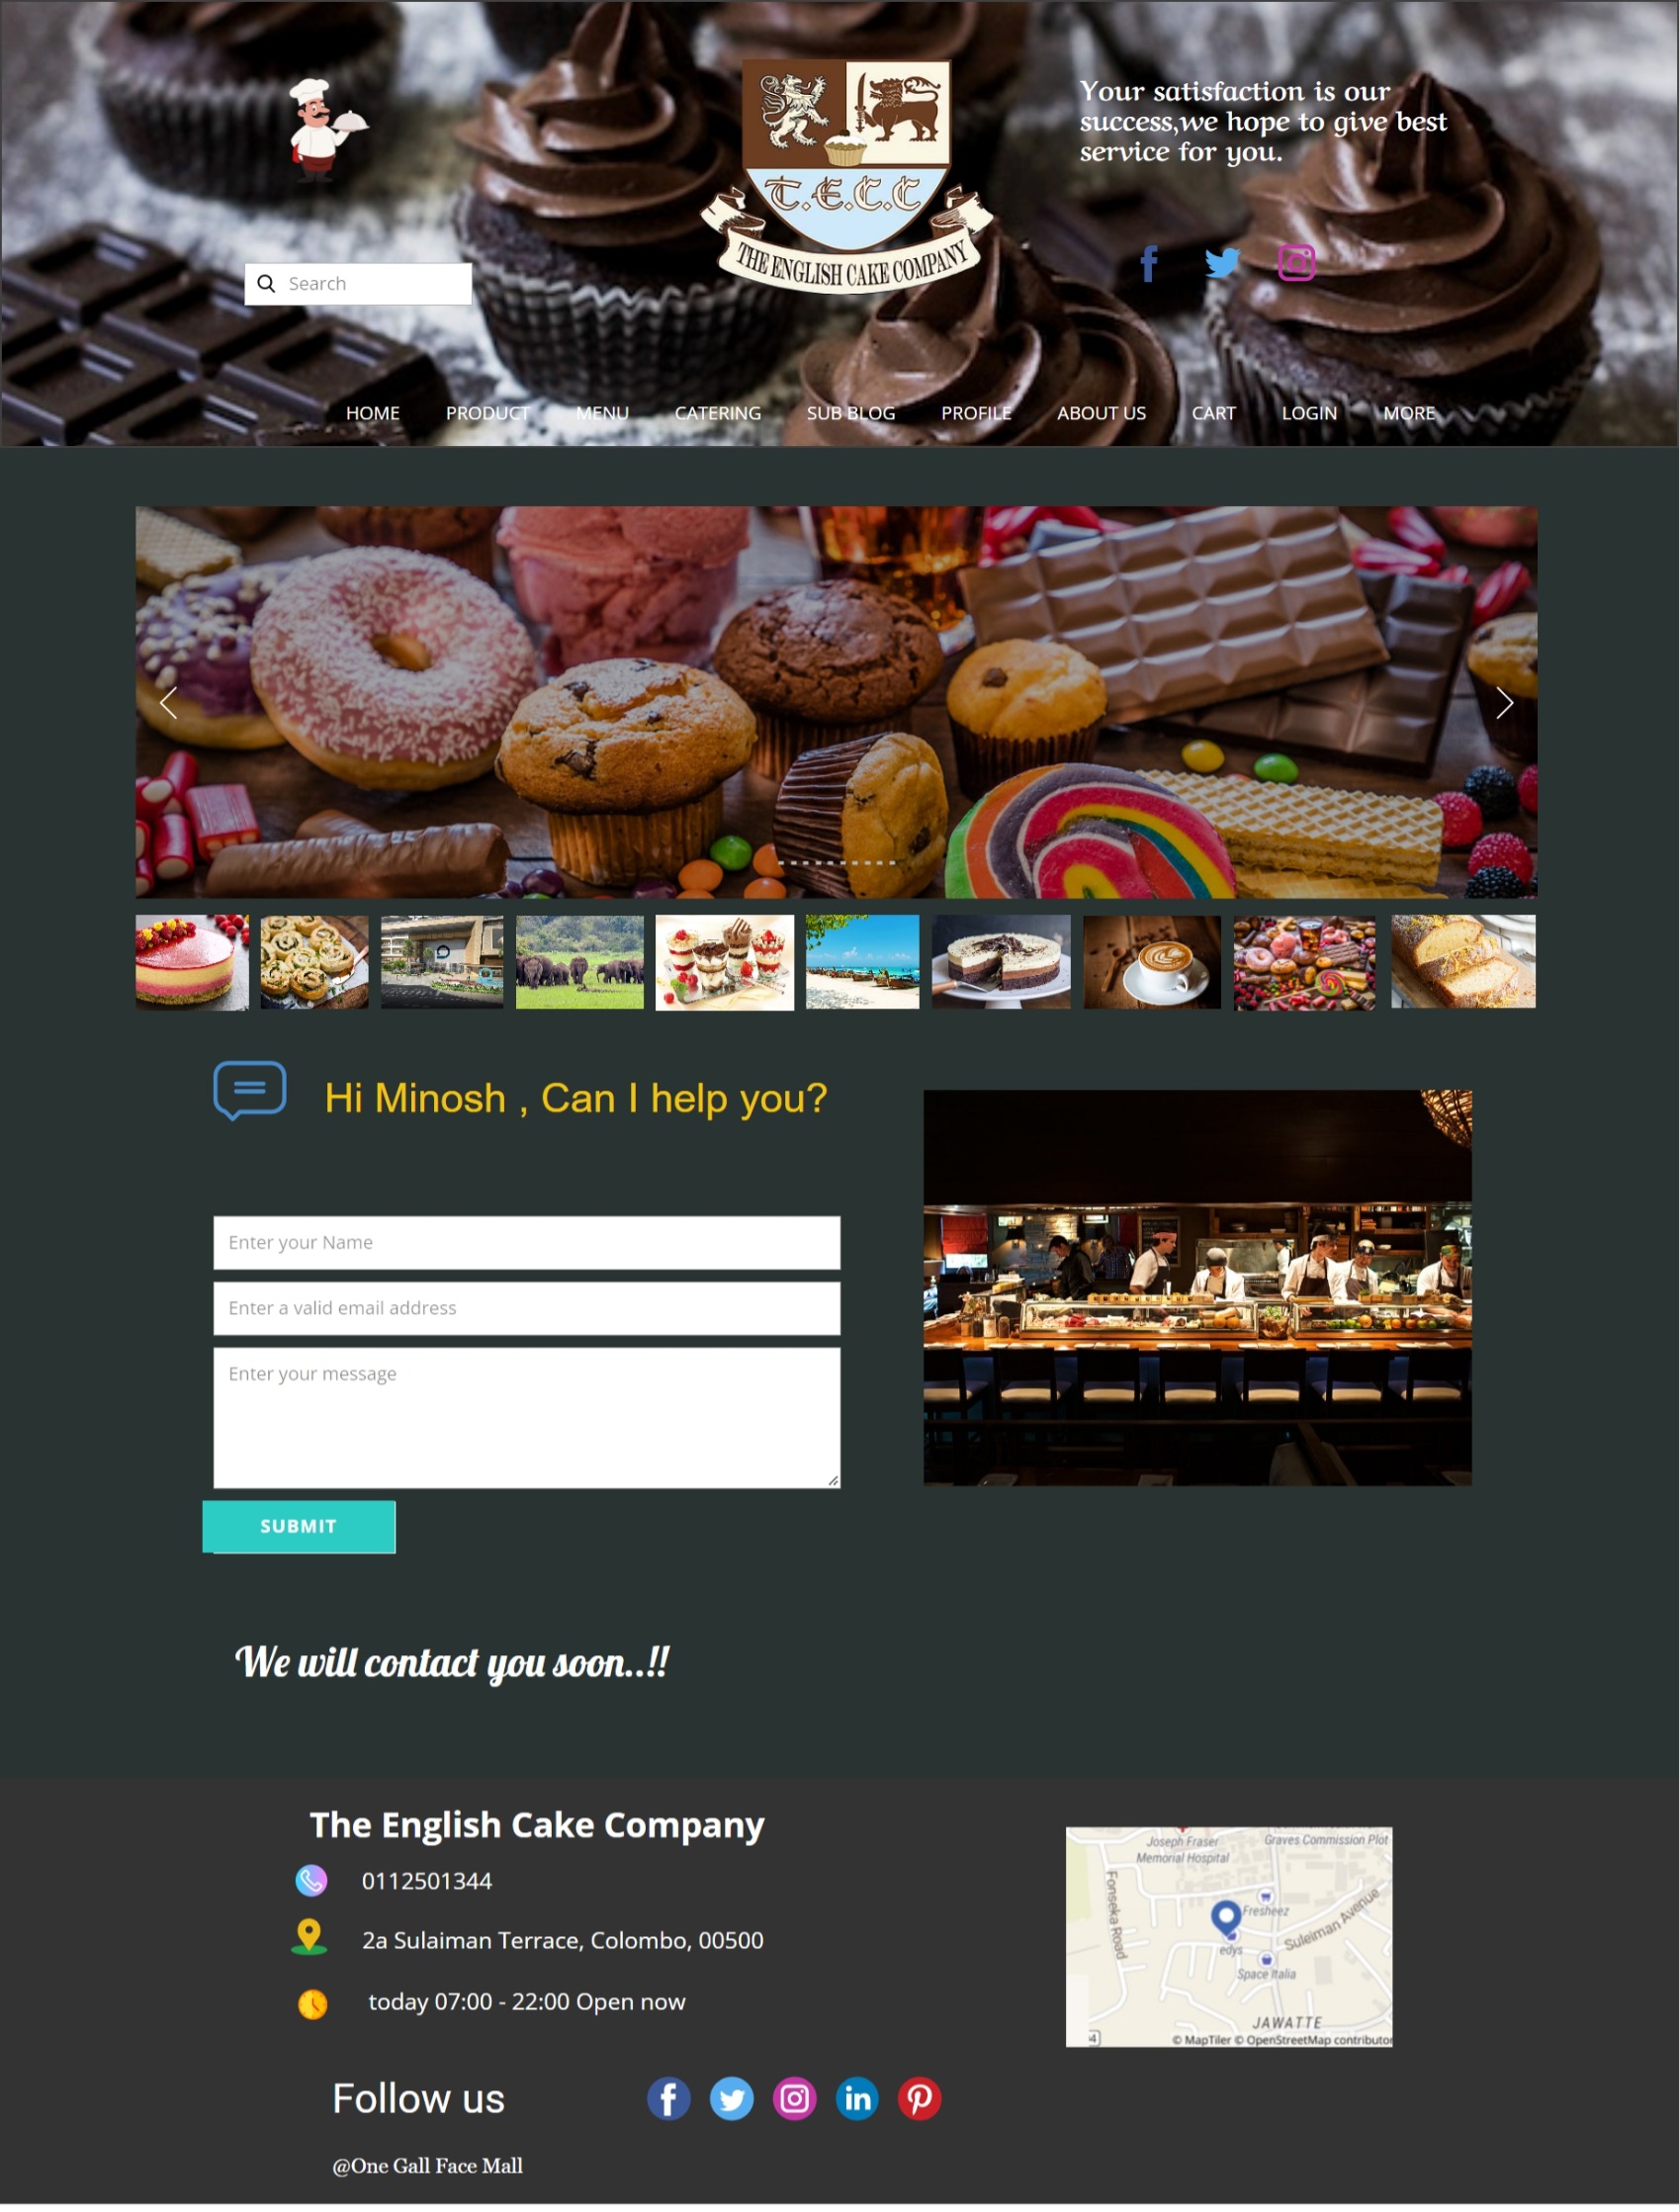 Your satisfaction is our
success,we hope to give best
service for you.
T.E.C.C
THE ENGLISH CAKE COMPANY
Search
HOME PRODUCT MENU CATERING SUB BLOG PROFILE ABOUT US CART LOGIN MORE
Hi Minosh , Can I help you?
Enter your Name
Enter a valid email address
Enter your message
SUBMIT
We will contact you soon..!!
The English Cake Company
0112501344
2a Sulaiman Terrace, Colombo, 00500
today 07:00 - 22:00 Open now
Joseph Fraser
Memorial Hospital
Graves Commission Plot
Fonseka Road
Fresheez
Suleiman Avenue
edys
Space Italia
JAWATTE
© MapTiler © OpenStreetMap contributor
Follow us
@One Gall Face Mall